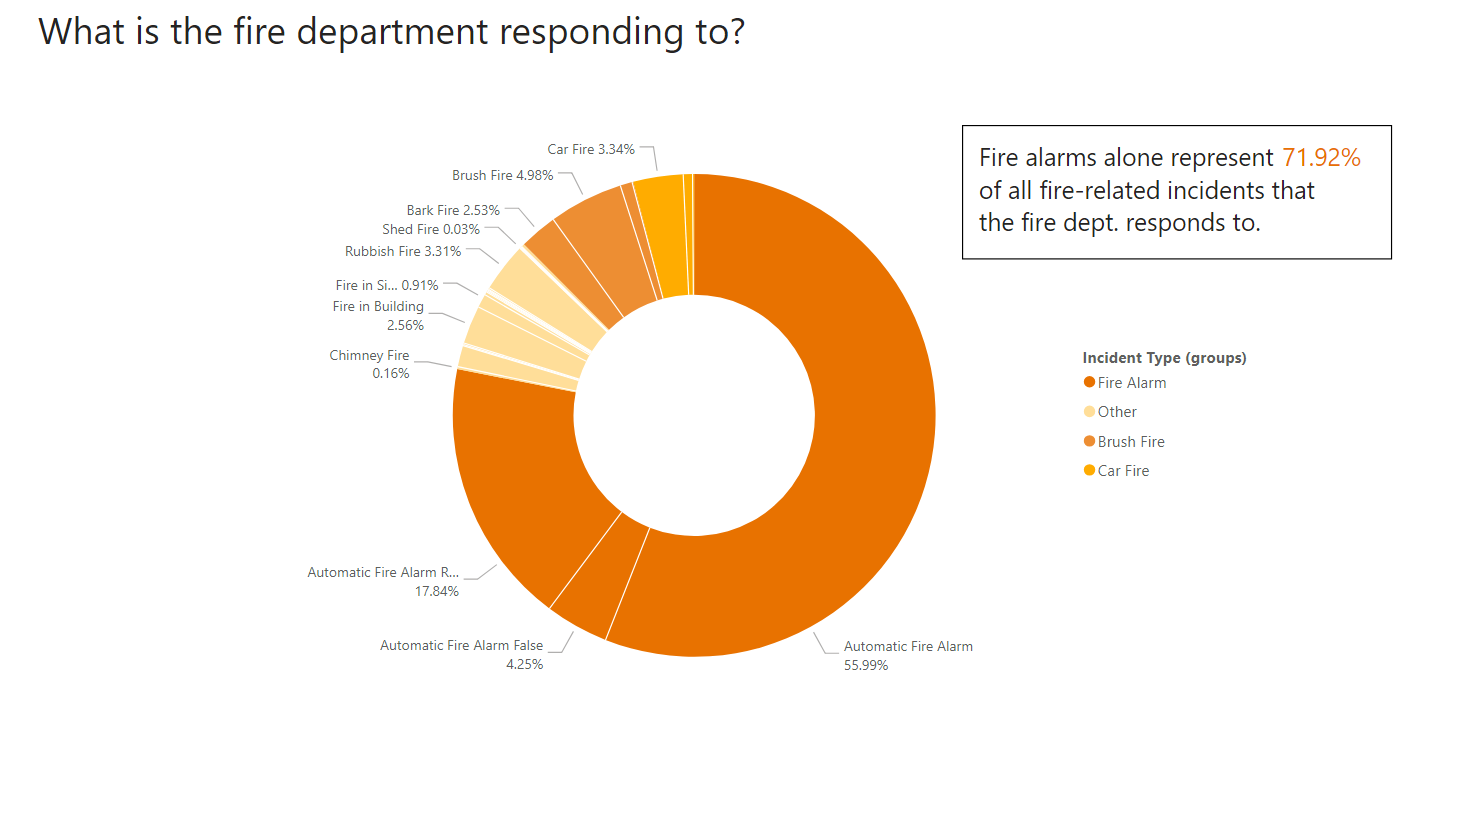 What is the fire department responding to?
Fire alarms alone represent 71.92%
of all fire-related incidents that
the fire dept. responds to.
Car Fire 3.34%
Brush Fire 4.98%
Bark Fire 2.53%
Shed Fire 0.03%
Rubbish Fire 3.31%
Fire in Si... 0.91%
Fire in Building
2.56%
Chimney Fire
0.16%
Automatic Fire Alarm R...
17.84%
Automatic Fire Alarm False
4.25%
Automatic Fire Alarm
55.99%
Incident Type (groups)
Fire Alarm
Other
Brush Fire
Car Fire